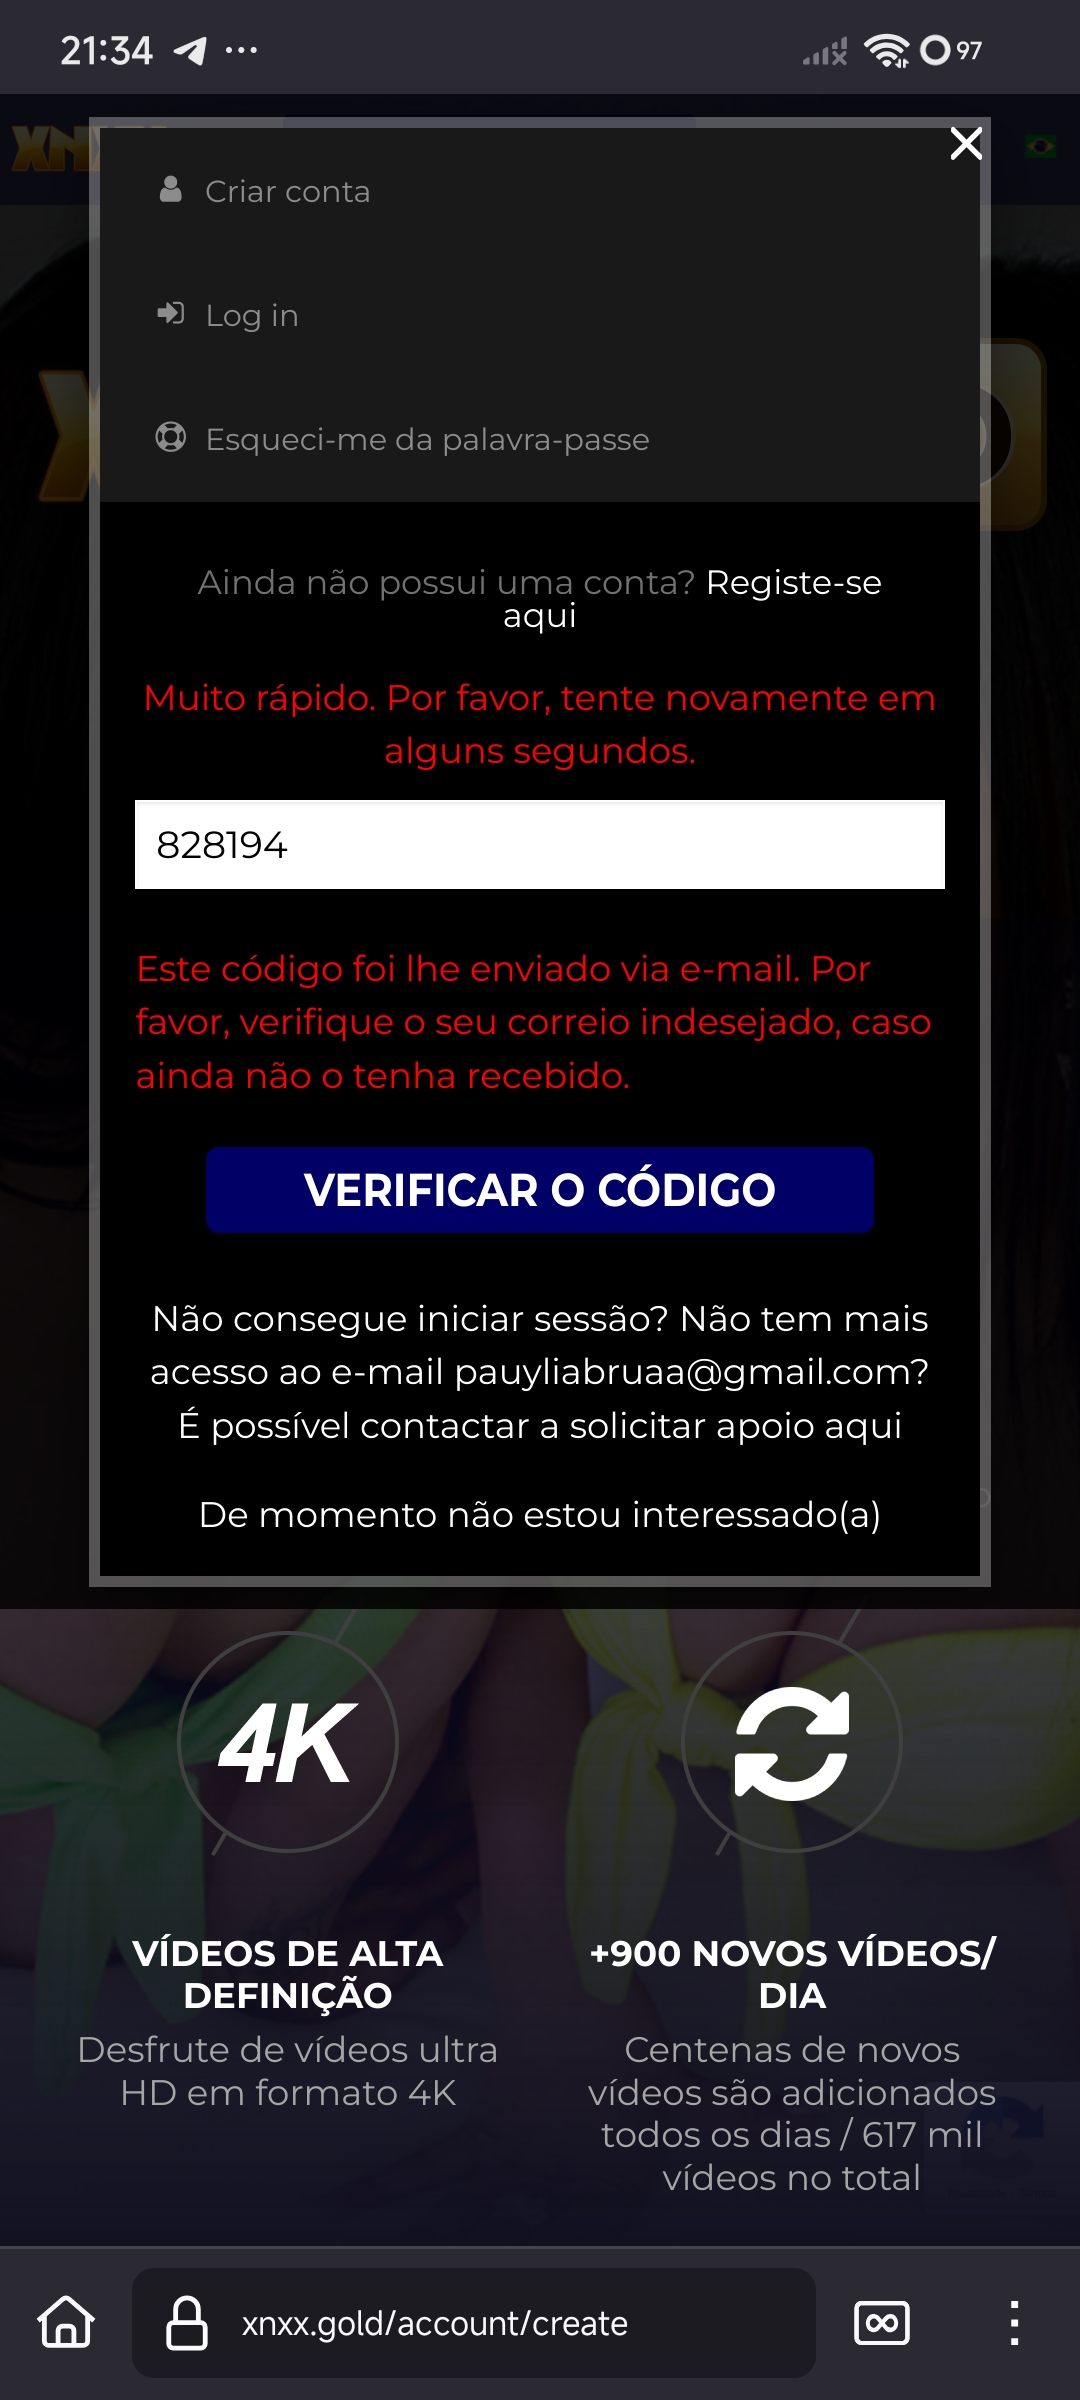 21:34
97
Criar conta
Log in
Esqueci-me da palavra-passe
Ainda não possui uma conta? Registe-se
aqui
Muito rápido. Por favor, tente novamente em
alguns segundos.
828194
Este código foi lhe enviado via e-mail. Por
favor, verifique o seu correio indesejado, caso
ainda não o tenha recebido.
VERIFICAR O CÓDIGO
Não consegue iniciar sessão? Não tem mais
acesso ao e-mail pauyliabruaa@gmail.com?
É possível contactar a solicitar apoio aqui
De momento não estou interessado(a)
4K
VÍDEOS DE ALTA
DEFINIÇÃO
Desfrute de vídeos ultra
HD em formato 4K
+900 NOVOS VÍDEOS/
DIA
Centenas de novos
vídeos são adicionados
todos os dias / 617 mil
vídeos no total
xnxx.gold/account/create